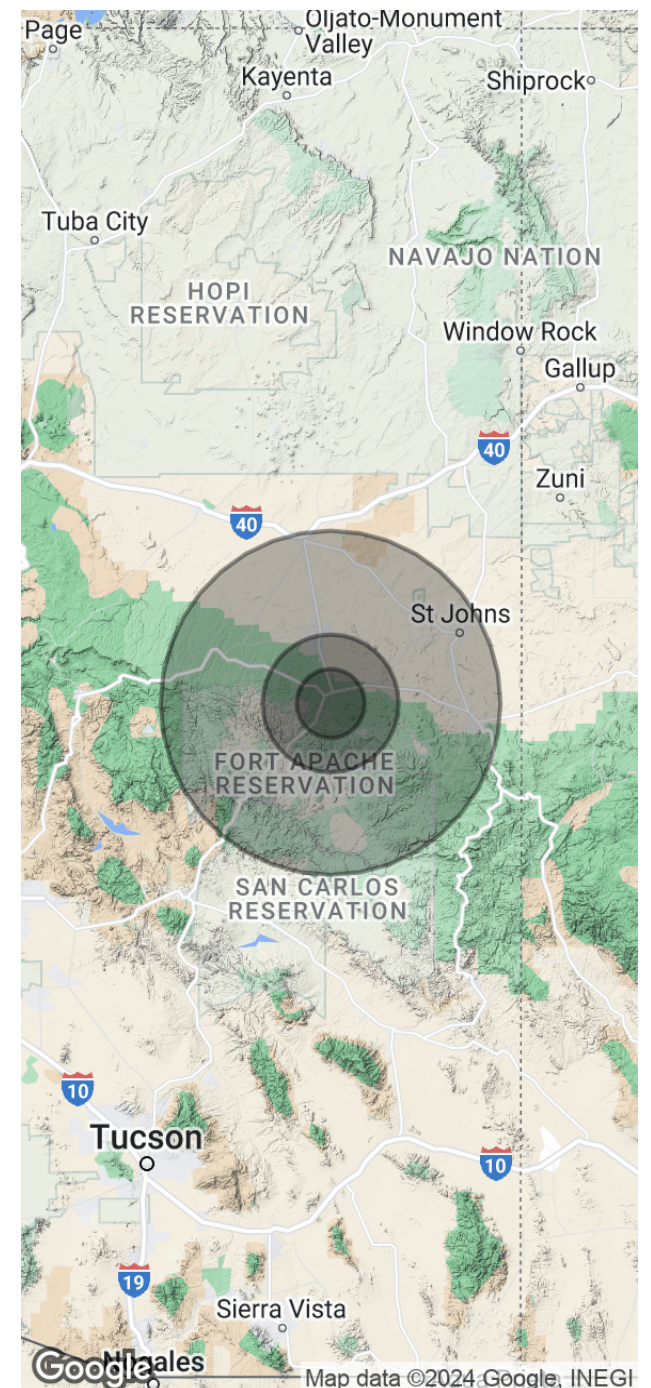 Page
Oljato-Monument
Valley
Kayenta
Shiprock
Tuba City
NAVAJO NATION
HOPI
RESERVATION
Window Rock
Gallup
40
Zuni
40
St Johns
FORT APACHE
RESERVATION
SAN CARLOS
RESERVATION
10
Tucson
10
19
Sierra Vista
Google
Nogales
Map data ©2024 Google, INEGI